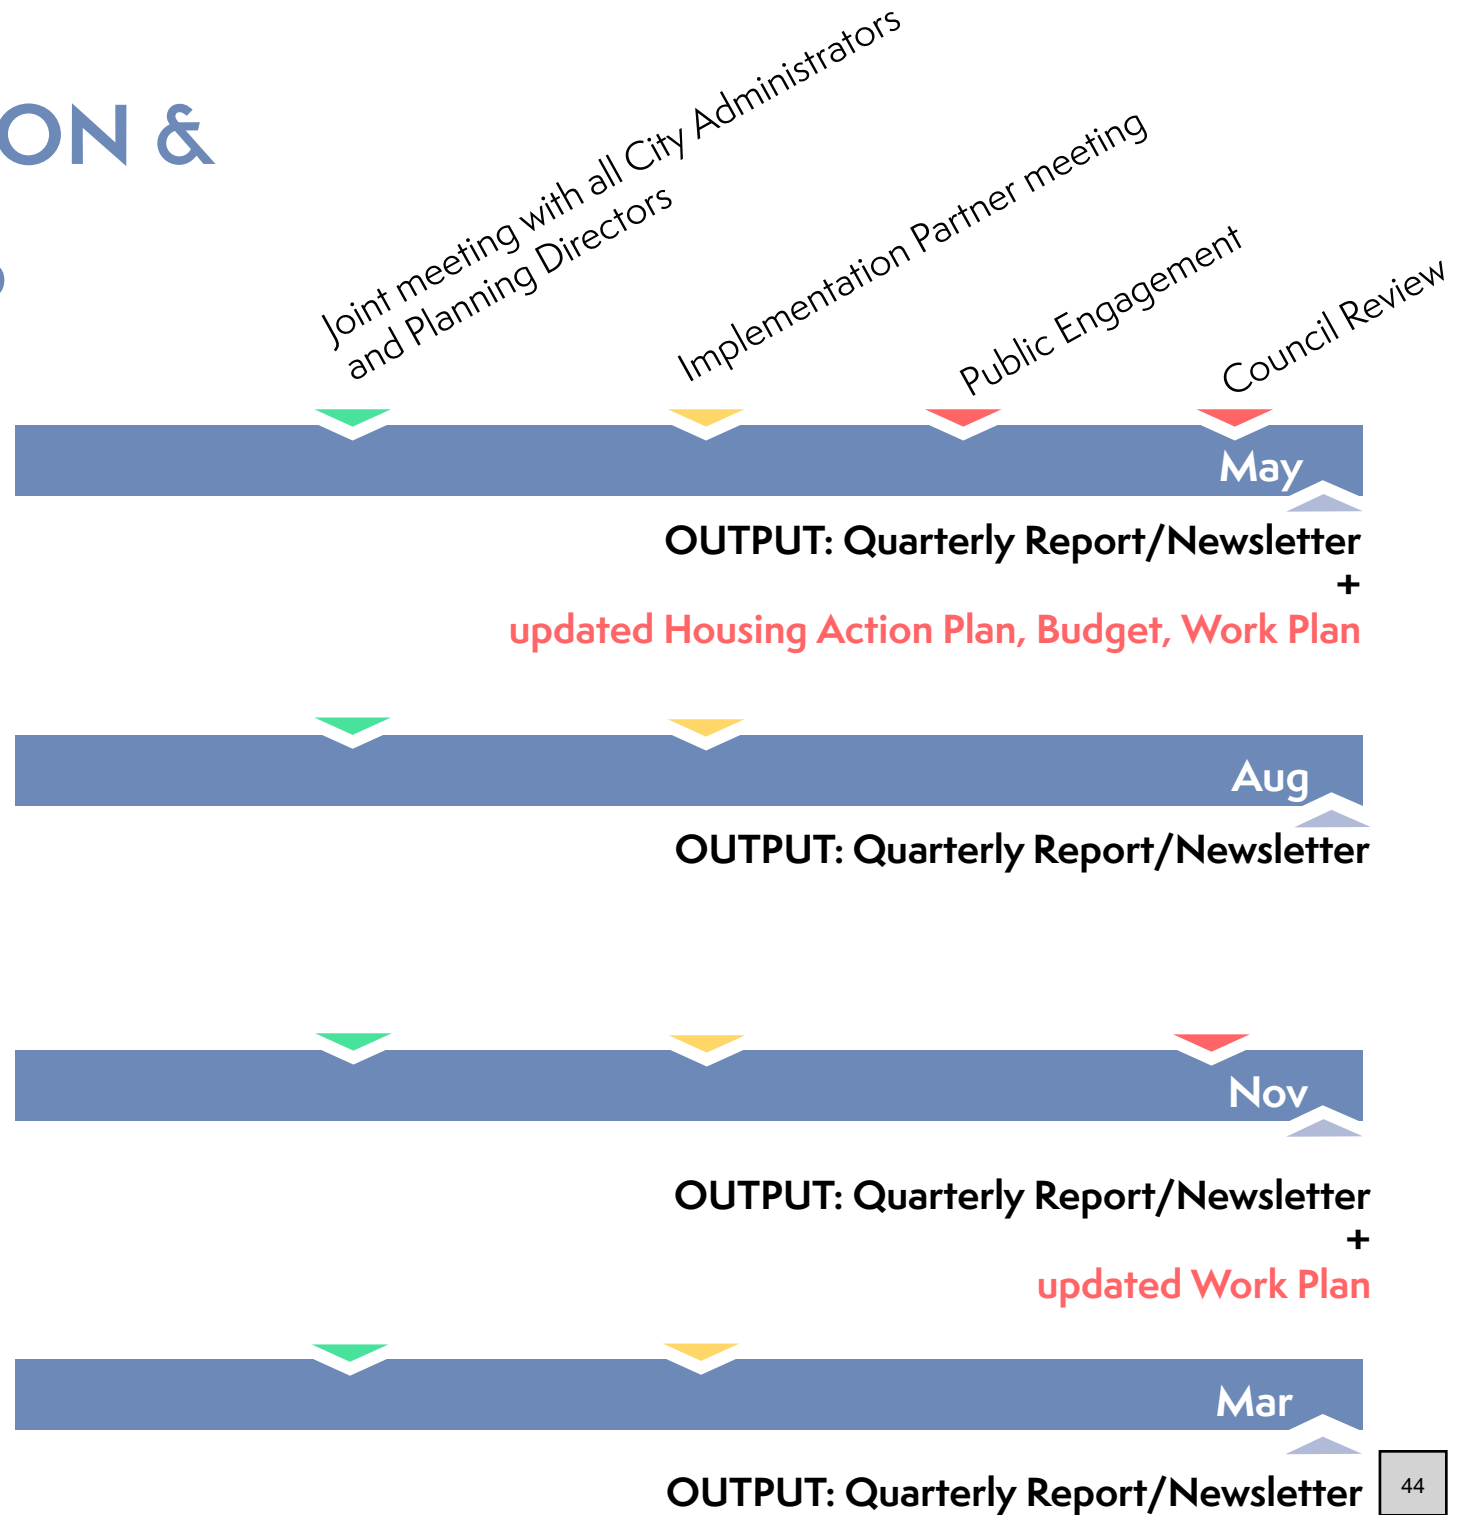 ON &
Joint meeting with all City Administrators
and Planning Directors
Implementation Partner meeting
Public Engagement
Council Review
May
OUTPUT: Quarterly Report/Newsletter
+
updated Housing Action Plan, Budget, Work Plan
Aug
OUTPUT: Quarterly Report/Newsletter
Nov
OUTPUT: Quarterly Report/Newsletter
+
updated Work Plan
Mar
OUTPUT: Quarterly Report/Newsletter
44